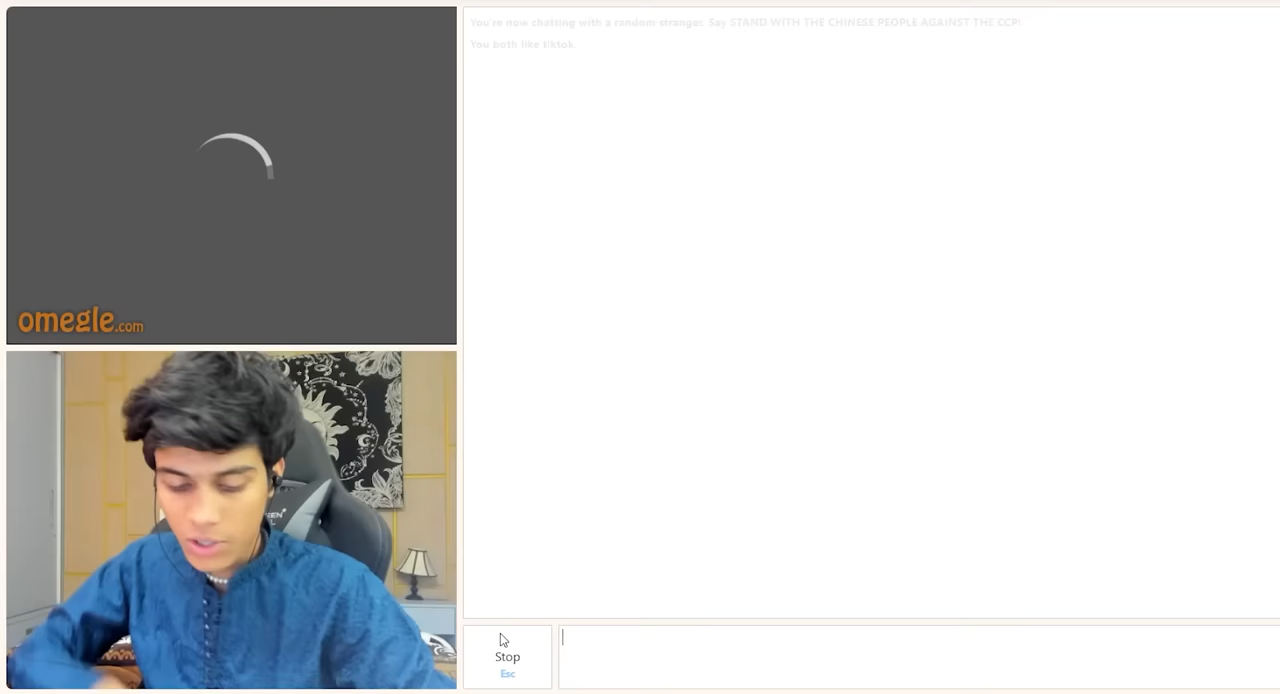 You're now chatting with a random stranger. Say STAND WITH THE CHINESE PEOPLE AGAINST THE CCP!
You both like tiktok.
omegle.com
Stop
Esc